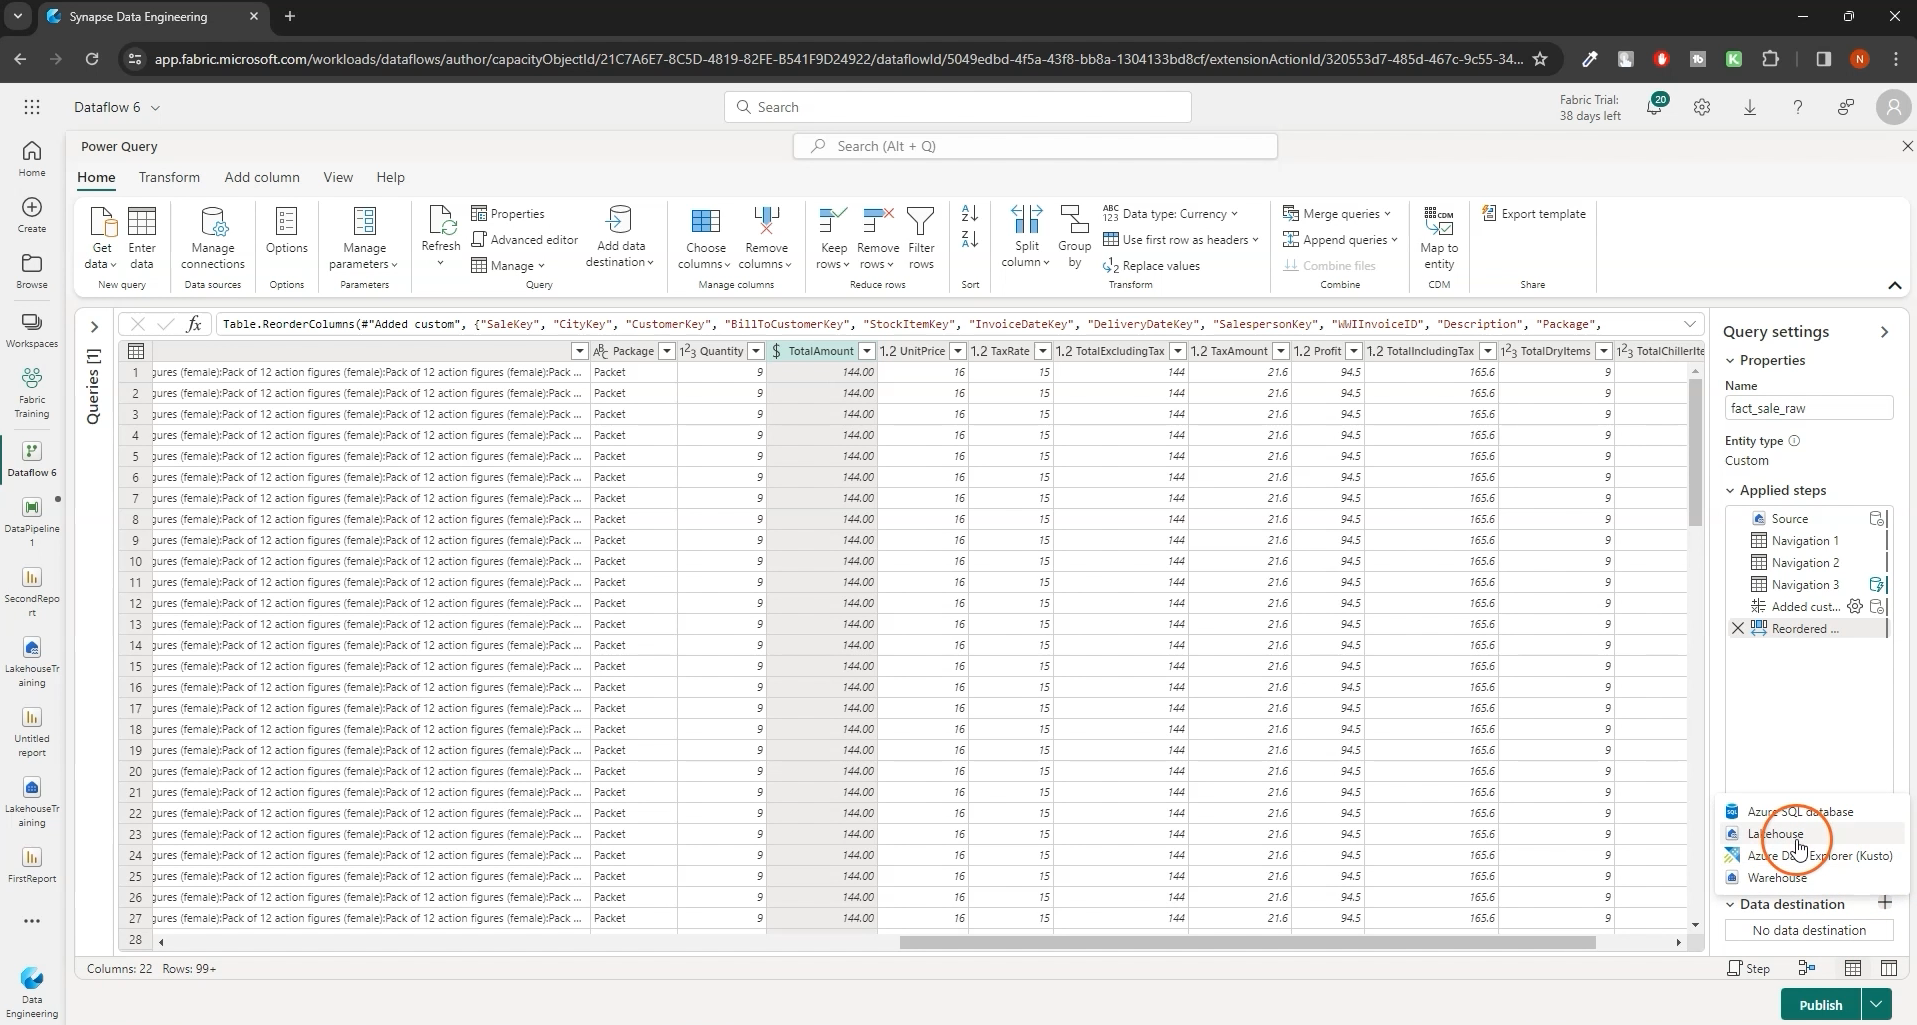 Synapse Data Engineering
app.fabric.microsoft.com/workloads/dataflows/author/capacityObjectId/21C7A6E7-8C5D-4819-82FE-B541F9D24922/dataflowId/5049edbd-4f5a-43f8-bb8a-1304133bd8cf/extensionActionId/320553d7-485d-467c-9c55-34...
N
Dataflow 6
Search
Fabric Trial:
38 days left
20
Power Query
Search (Alt + Q)
Home Transform Add column View Help
Get data
Enter data
New query
Manage connections
Data sources
Options
Options
Manage parameters
Parameters
Refresh
Properties
Advanced editor
Manage
Query
Add data destination
Choose columns
Remove columns
Manage columns
Keep rows
Remove rows
Filter rows
Reduce rows
Sort
Split column
Group by
Data type: Currency
Use first row as headers
Replace values
Transform
Merge queries
Append queries
Combine files
Combine
Map to entity
CDM
Export template
Share
Home
Create
Browse
Workspaces
Fabric
Training
Dataflow 6
DataPipeline
1
SecondRepo
rt
LakehouseTr
aining
Untitled
report
LakehouseTr
aining
FirstReport
Data
Engineering
Queries [1]
fx Table.ReorderColumns(#"Added custom", {"SaleKey", "CityKey", "CustomerKey", "BillToCustomerKey", "StockItemKey", "InvoiceDateKey", "DeliveryDateKey", "SalespersonKey", "WWIInvoiceID", "Description", "Package",
Package Quantity TotalAmount UnitPrice TaxRate TotalExcludingTax TaxAmount Profit TotalIncludingTax TotalDryItems TotalChillerIte
1 gures (female):Pack of 12 action figures (female):Pack of 12 action figures (female):Pack ... Packet 9 144.00 16 15 144 21.6 94.5 165.6 9
2 gures (female):Pack of 12 action figures (female):Pack of 12 action figures (female):Pack ... Packet 9 144.00 16 15 144 21.6 94.5 165.6 9
3 gures (female):Pack of 12 action figures (female):Pack of 12 action figures (female):Pack ... Packet 9 144.00 16 15 144 21.6 94.5 165.6 9
4 gures (female):Pack of 12 action figures (female):Pack of 12 action figures (female):Pack ... Packet 9 144.00 16 15 144 21.6 94.5 165.6 9
5 gures (female):Pack of 12 action figures (female):Pack of 12 action figures (female):Pack ... Packet 9 144.00 16 15 144 21.6 94.5 165.6 9
6 gures (female):Pack of 12 action figures (female):Pack of 12 action figures (female):Pack ... Packet 9 144.00 16 15 144 21.6 94.5 165.6 9
7 gures (female):Pack of 12 action figures (female):Pack of 12 action figures (female):Pack ... Packet 9 144.00 16 15 144 21.6 94.5 165.6 9
8 gures (female):Pack of 12 action figures (female):Pack of 12 action figures (female):Pack ... Packet 9 144.00 16 15 144 21.6 94.5 165.6 9
9 gures (female):Pack of 12 action figures (female):Pack of 12 action figures (female):Pack ... Packet 9 144.00 16 15 144 21.6 94.5 165.6 9
10 gures (female):Pack of 12 action figures (female):Pack of 12 action figures (female):Pack ... Packet 9 144.00 16 15 144 21.6 94.5 165.6 9
11 gures (female):Pack of 12 action figures (female):Pack of 12 action figures (female):Pack ... Packet 9 144.00 16 15 144 21.6 94.5 165.6 9
12 gures (female):Pack of 12 action figures (female):Pack of 12 action figures (female):Pack ... Packet 9 144.00 16 15 144 21.6 94.5 165.6 9
13 gures (female):Pack of 12 action figures (female):Pack of 12 action figures (female):Pack ... Packet 9 144.00 16 15 144 21.6 94.5 165.6 9
14 gures (female):Pack of 12 action figures (female):Pack of 12 action figures (female):Pack ... Packet 9 144.00 16 15 144 21.6 94.5 165.6 9
15 gures (female):Pack of 12 action figures (female):Pack of 12 action figures (female):Pack ... Packet 9 144.00 16 15 144 21.6 94.5 165.6 9
16 gures (female):Pack of 12 action figures (female):Pack of 12 action figures (female):Pack ... Packet 9 144.00 16 15 144 21.6 94.5 165.6 9
17 gures (female):Pack of 12 action figures (female):Pack of 12 action figures (female):Pack ... Packet 9 144.00 16 15 144 21.6 94.5 165.6 9
18 gures (female):Pack of 12 action figures (female):Pack of 12 action figures (female):Pack ... Packet 9 144.00 16 15 144 21.6 94.5 165.6 9
19 gures (female):Pack of 12 action figures (female):Pack of 12 action figures (female):Pack ... Packet 9 144.00 16 15 144 21.6 94.5 165.6 9
20 gures (female):Pack of 12 action figures (female):Pack of 12 action figures (female):Pack ... Packet 9 144.00 16 15 144 21.6 94.5 165.6 9
21 gures (female):Pack of 12 action figures (female):Pack of 12 action figures (female):Pack ... Packet 9 144.00 16 15 144 21.6 94.5 165.6 9
22 gures (female):Pack of 12 action figures (female):Pack of 12 action figures (female):Pack ... Packet 9 144.00 16 15 144 21.6 94.5 165.6 9
23 gures (female):Pack of 12 action figures (female):Pack of 12 action figures (female):Pack ... Packet 9 144.00 16 15 144 21.6 94.5 165.6 9
24 gures (female):Pack of 12 action figures (female):Pack of 12 action figures (female):Pack ... Packet 9 144.00 16 15 144 21.6 94.5 165.6 9
25 gures (female):Pack of 12 action figures (female):Pack of 12 action figures (female):Pack ... Packet 9 144.00 16 15 144 21.6 94.5 165.6 9
26 gures (female):Pack of 12 action figures (female):Pack of 12 action figures (female):Pack ... Packet 9 144.00 16 15 144 21.6 94.5 165.6 9
27 gures (female):Pack of 12 action figures (female):Pack of 12 action figures (female):Pack ... Packet 9 144.00 16 15 144 21.6 94.5 165.6 9
28
Query settings
Properties
Name
fact_sale_raw
Entity type
Custom
Applied steps
Source
Navigation 1
Navigation 2
Navigation 3
Added cust...
Reordered ...
Azure SQL database
Lakehouse
Azure Explorer (Kusto)
Warehouse
Data destination
No data destination
Columns: 22 Rows: 99+
Step
Publish